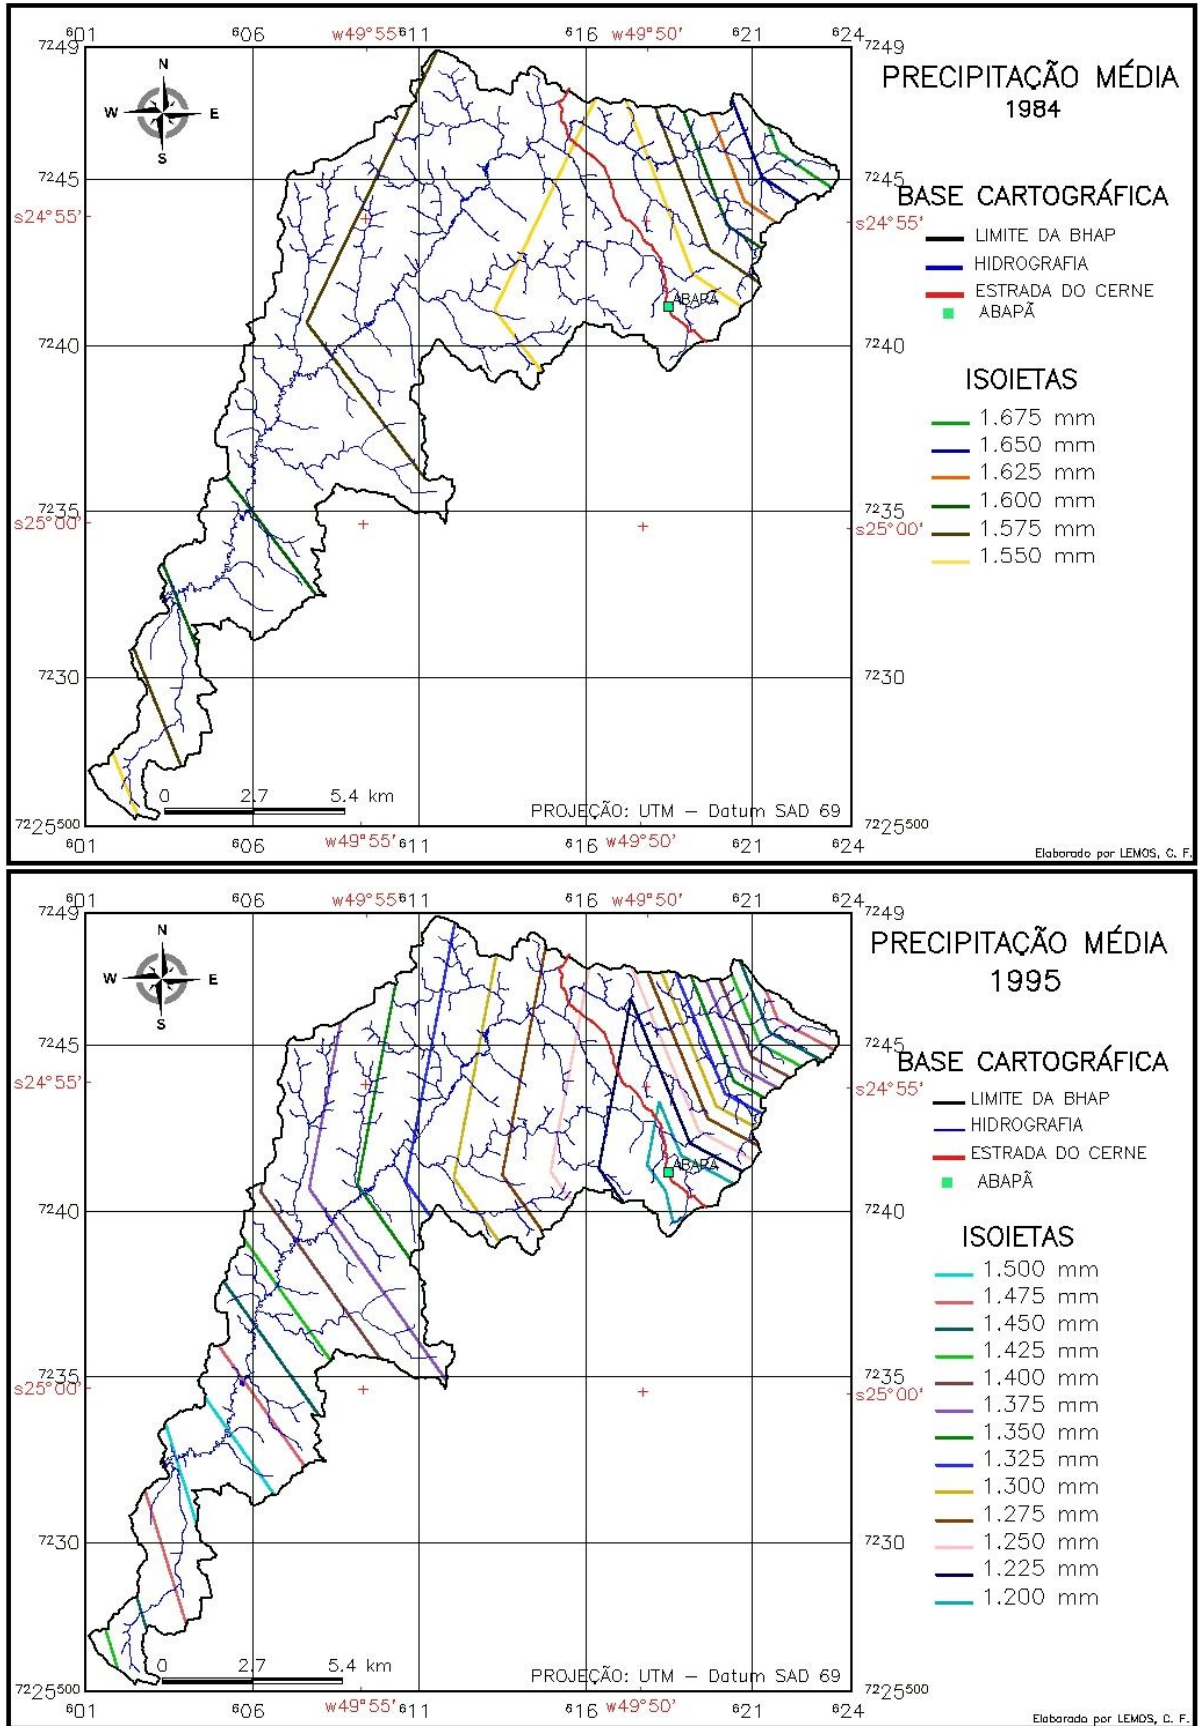 601 606 w49°55' 611 616 w49°50' 621 624
7249 7249
N
W E
S
PRECIPITAÇÃO MÉDIA
1984
7245 7245
s24°55' s24°55'
BASE CARTOGRÁFICA
LIMITE DA BHAP
HIDROGRAFIA
ESTRADA DO CERNE
ABAPÃ
ABAPÃ
7240 7240
ISOIETAS
1.675 mm
1.650 mm
1.625 mm
1.600 mm
1.575 mm
1.550 mm
7235 7235
s25°00' s25°00'
7230 7230
0 2.7 5.4 km
PROJEÇÃO: UTM – Datum SAD 69
7225500 7225500
601 606 w49°55' 611 616 w49°50' 621 624
Elaborado por LEMOS, C. F.
601 606 w49°55' 611 616 w49°50' 621 624
7249 7249
N
W E
S
PRECIPITAÇÃO MÉDIA
1995
7245 7245
s24°55' s24°55'
BASE CARTOGRÁFICA
LIMITE DA BHAP
HIDROGRAFIA
ESTRADA DO CERNE
ABAPÃ
ABAPÃ
7240 7240
ISOIETAS
1.500 mm
1.475 mm
1.450 mm
1.425 mm
1.400 mm
1.375 mm
1.350 mm
1.325 mm
1.300 mm
1.275 mm
1.250 mm
1.225 mm
1.200 mm
7235 7235
s25°00' s25°00'
7230 7230
0 2.7 5.4 km
PROJEÇÃO: UTM – Datum SAD 69
7225500 7225500
601 606 w49°55' 611 616 w49°50' 621 624
Elaborado por LEMOS, C. F.